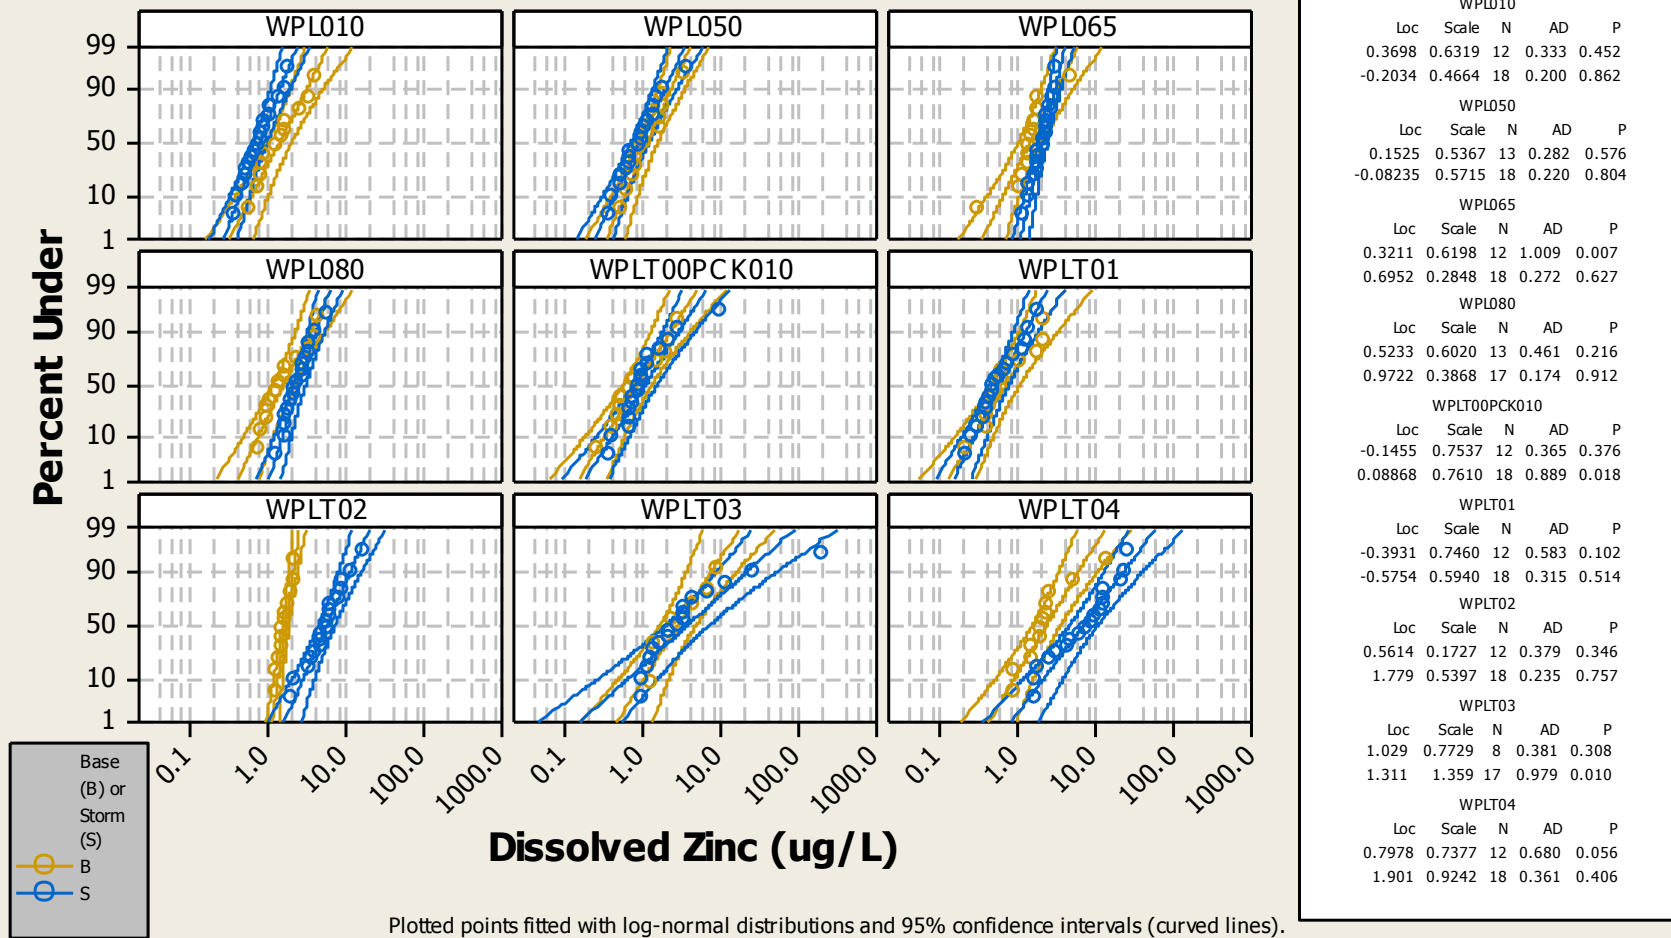 WPL010 WPL050 WPL065
99
90
50
10
1
WPL080 WPLT00PCK010 WPLT01
99
90
50
10
1
WPLT02 WPLT03 WPLT04
99
90
50
10
1
Percent Under
0.1 1.0 10.0 100.0 1000.0 0.1 1.0 10.0 100.0 1000.0 0.1 1.0 10.0 100.0 1000.0
Dissolved Zinc (ug/L)
Base
(B) or
Storm
(S)
B
S
Plotted points fitted with log-normal distributions and 95% confidence intervals (curved lines).
WPL010
Loc Scale N AD P
0.3698 0.6319 12 0.333 0.452
-0.2034 0.4664 18 0.200 0.862
WPL050
Loc Scale N AD P
0.1525 0.5367 13 0.282 0.576
-0.08235 0.5715 18 0.220 0.804
WPL065
Loc Scale N AD P
0.3211 0.6198 12 1.009 0.007
0.6952 0.2848 18 0.272 0.627
WPL080
Loc Scale N AD P
0.5233 0.6020 13 0.461 0.216
0.9722 0.3868 17 0.174 0.912
WPLT00PCK010
Loc Scale N AD P
-0.1455 0.7537 12 0.365 0.376
0.08868 0.7610 18 0.889 0.018
WPLT01
Loc Scale N AD P
-0.3931 0.7460 12 0.583 0.102
-0.5754 0.5940 18 0.315 0.514
WPLT02
Loc Scale N AD P
0.5614 0.1727 12 0.379 0.346
1.779 0.5397 18 0.235 0.757
WPLT03
Loc Scale N AD P
1.029 0.7729 8 0.381 0.308
1.311 1.359 17 0.979 0.010
WPLT04
Loc Scale N AD P
0.7978 0.7377 12 0.680 0.056
1.901 0.9242 18 0.361 0.406